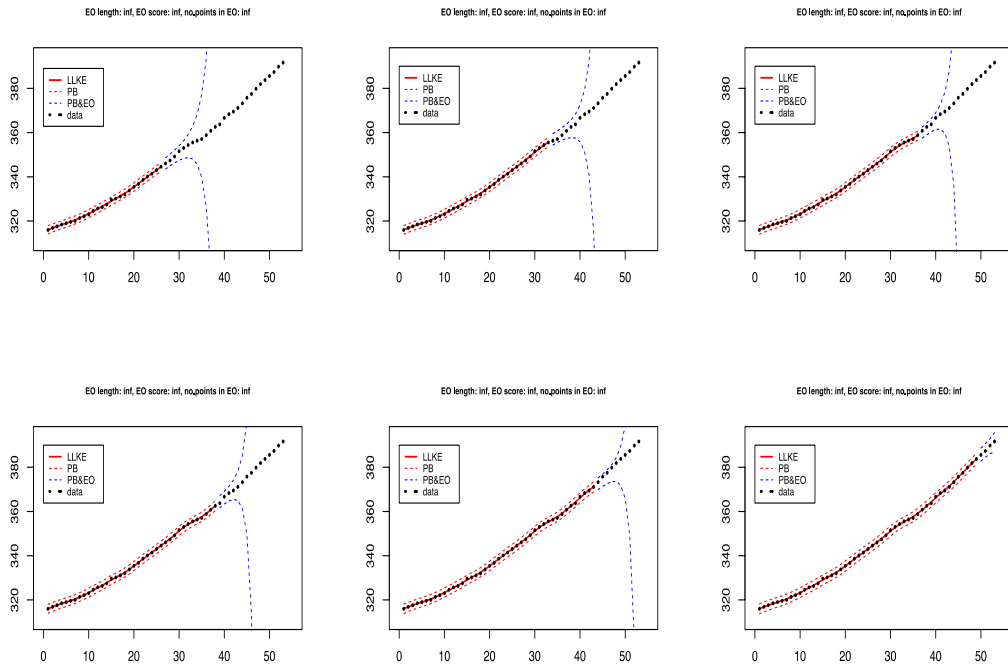 EO length: inf, EO score: inf, no.points in EO: inf
EO length: inf, EO score: inf, no.points in EO: inf
EO length: inf, EO score: inf, no.points in EO: inf
LLKE
PB
PB&EO
data
320
340
360
380
0 10 20 30 40 50
LLKE
PB
PB&EO
data
320
340
360
380
0 10 20 30 40 50
LLKE
PB
PB&EO
data
320
340
360
380
0 10 20 30 40 50
EO length: inf, EO score: inf, no.points in EO: inf
EO length: inf, EO score: inf, no.points in EO: inf
EO length: inf, EO score: inf, no.points in EO: inf
LLKE
PB
PB&EO
data
320
340
360
380
0 10 20 30 40 50
LLKE
PB
PB&EO
data
320
340
360
380
0 10 20 30 40 50
LLKE
PB
PB&EO
data
320
340
360
380
0 10 20 30 40 50